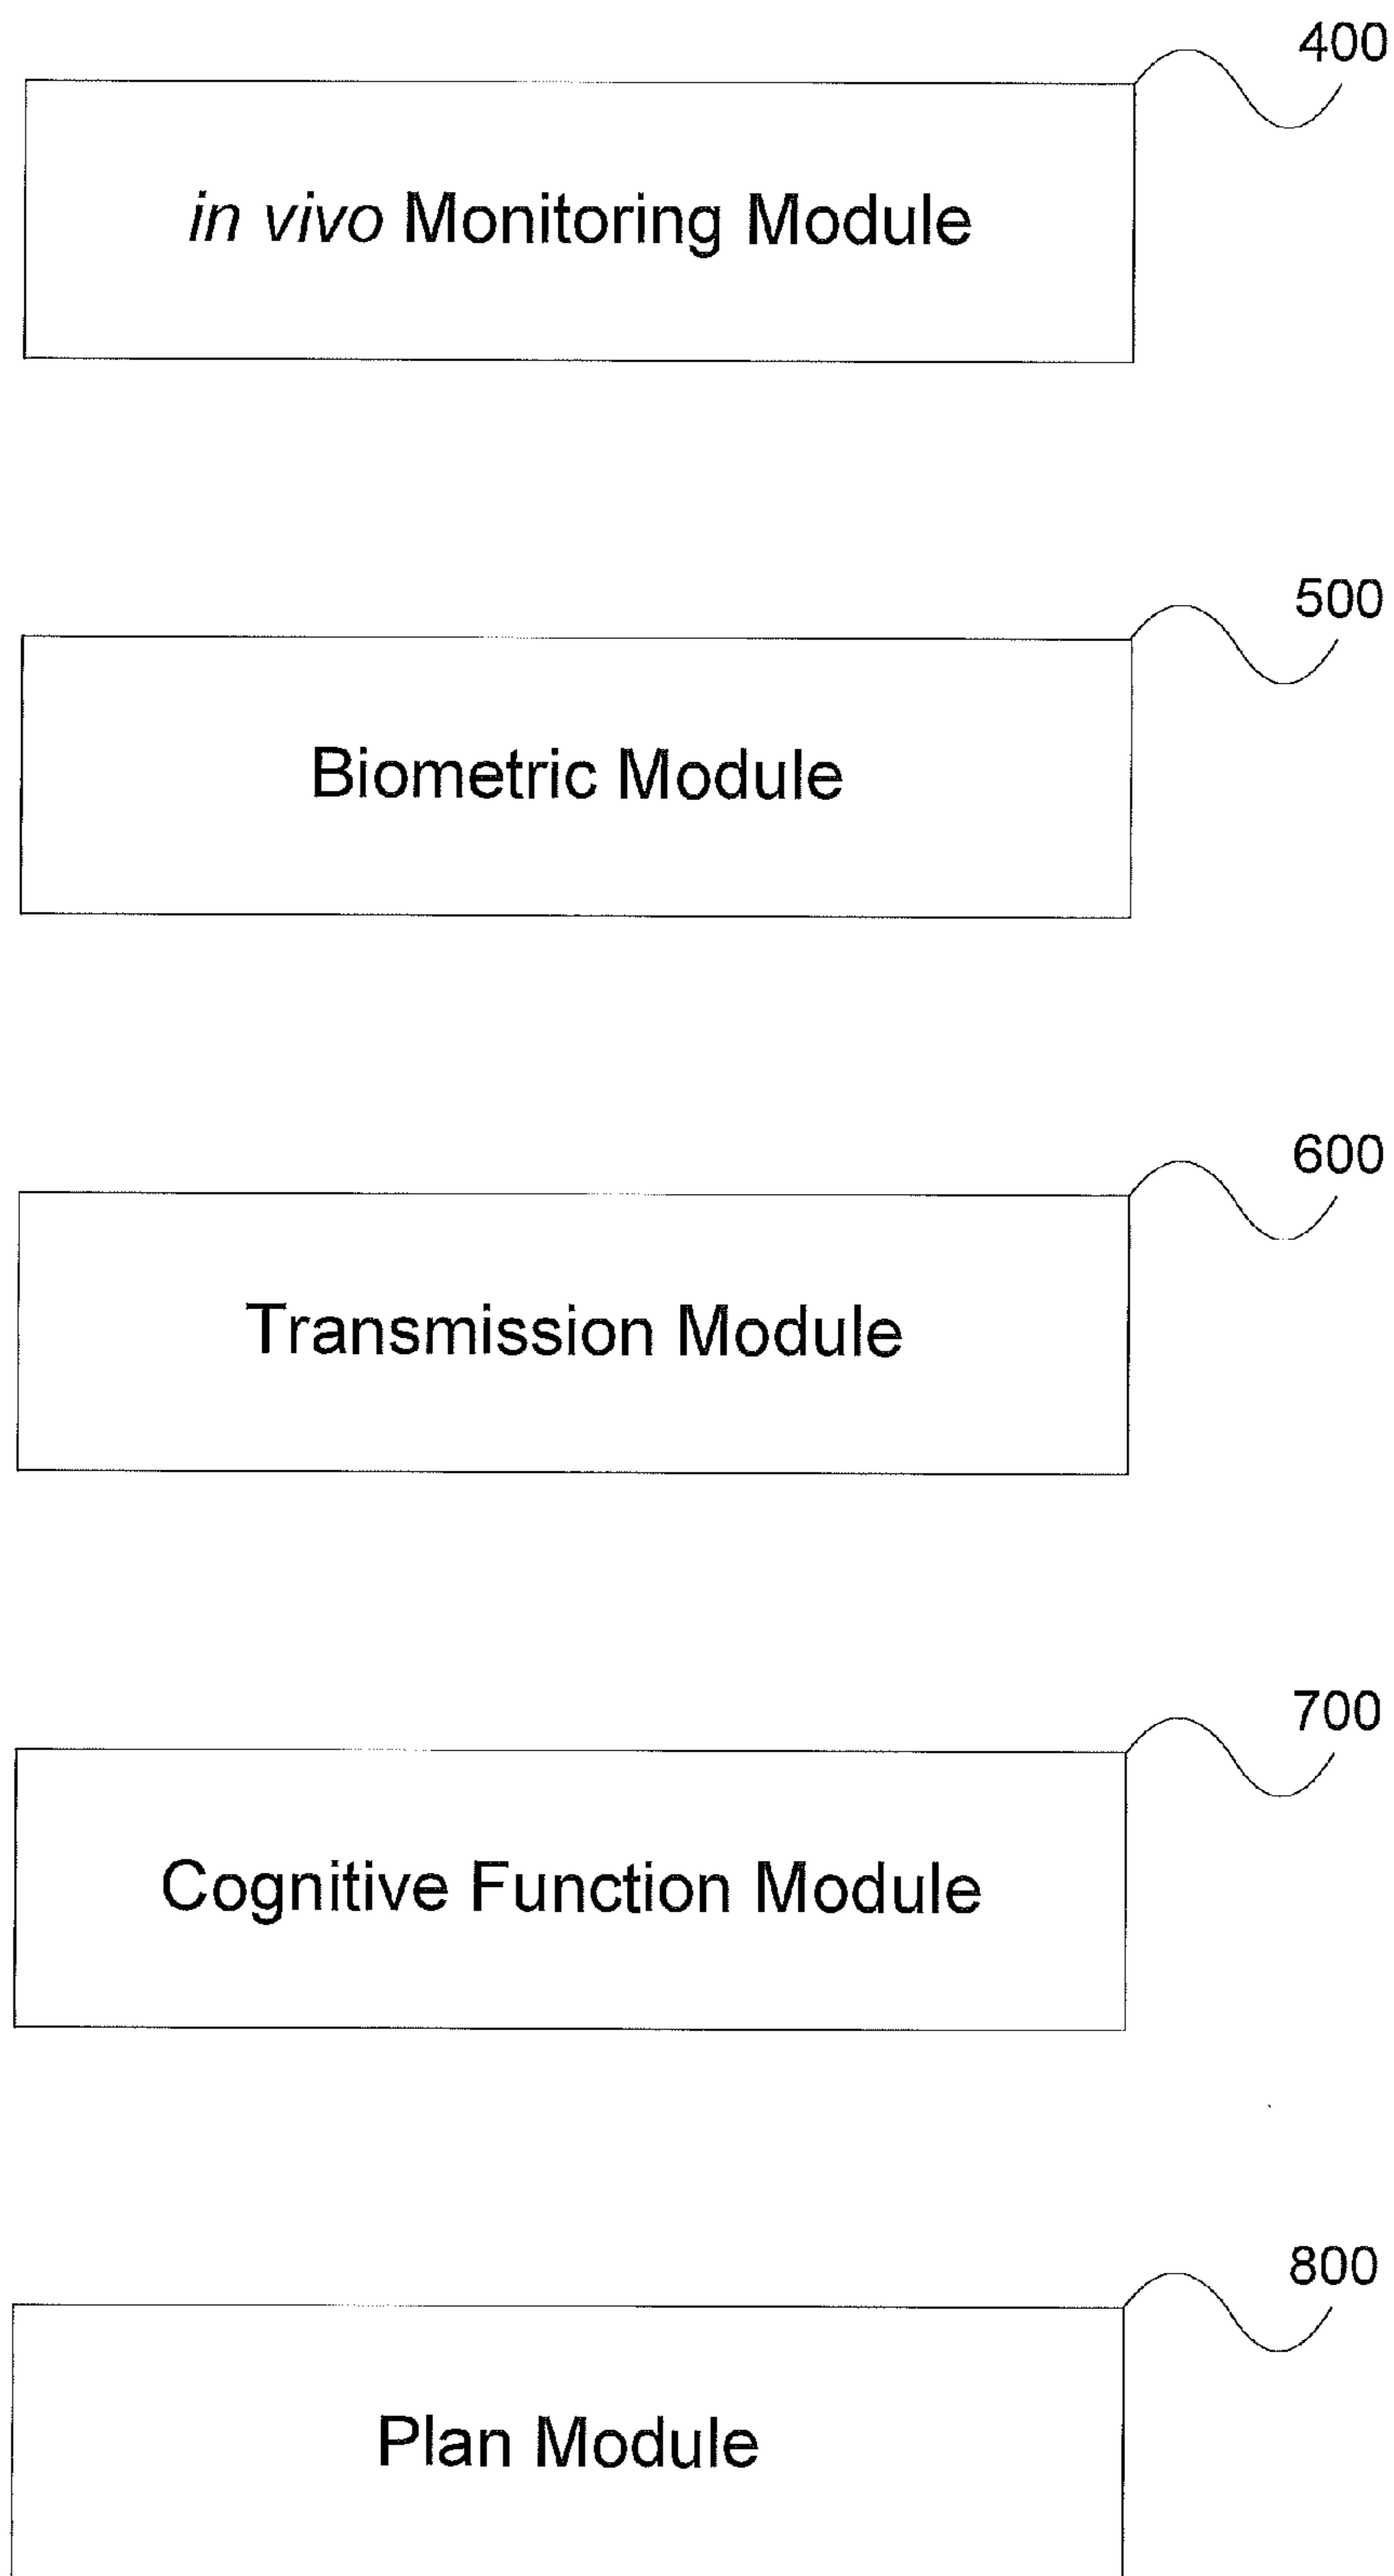 400
in vivo Monitoring Module
500
Biometric Module
600
Transmission Module
700
Cognitive Function Module
800
Plan Module